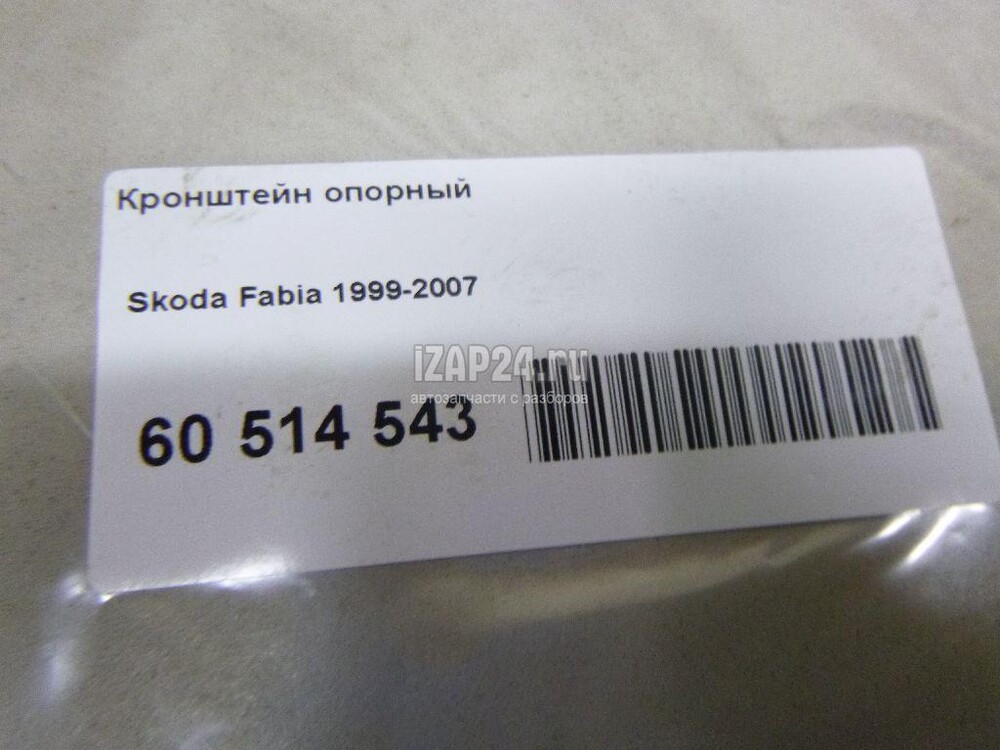 Кронштейн опорный
Skoda Fabia 1999-2007
iZAP24.ru
автозапчасти с разборов
60 514 543